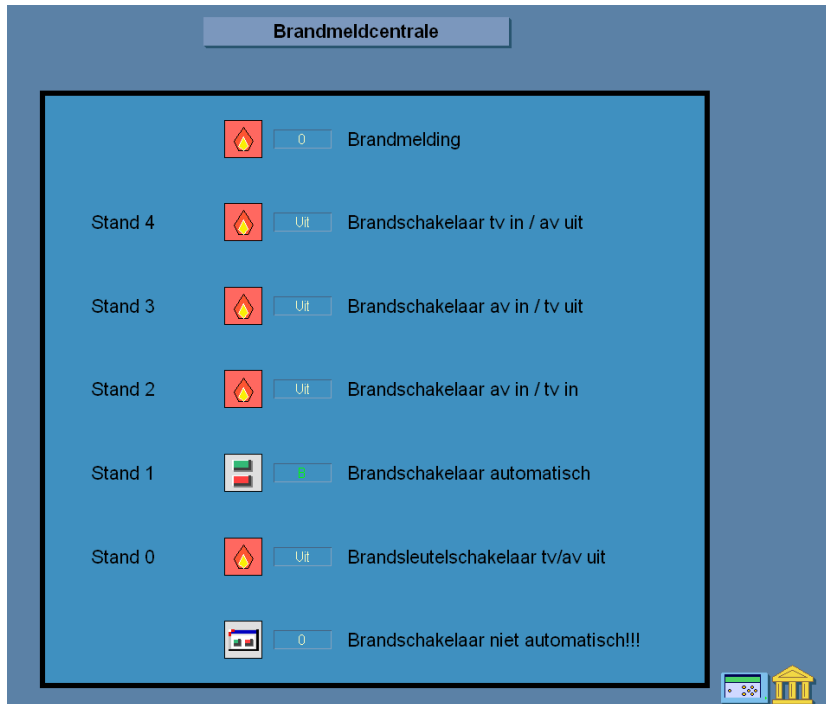 Brandmeldcentrale
0 Brandmelding
Stand 4 Uit Brandschakelaar tv in / av uit
Stand 3 Uit Brandschakelaar av in / tv uit
Stand 2 Uit Brandschakelaar av in / tv in
Stand 1 Brandschakelaar automatisch
Stand 0 Uit Brandsleutelschakelaar tv/av uit
0 Brandschakelaar niet automatisch!!!